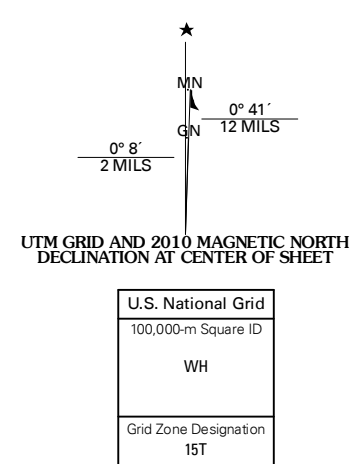 ★
MN
0° 41´
12 MILS
GN
0° 8´
2 MILS
UTM GRID AND 2010 MAGNETIC NORTH
DECLINATION AT CENTER OF SHEET
U.S. National Grid
100,000-m Square ID
WH
Grid Zone Designation
15T